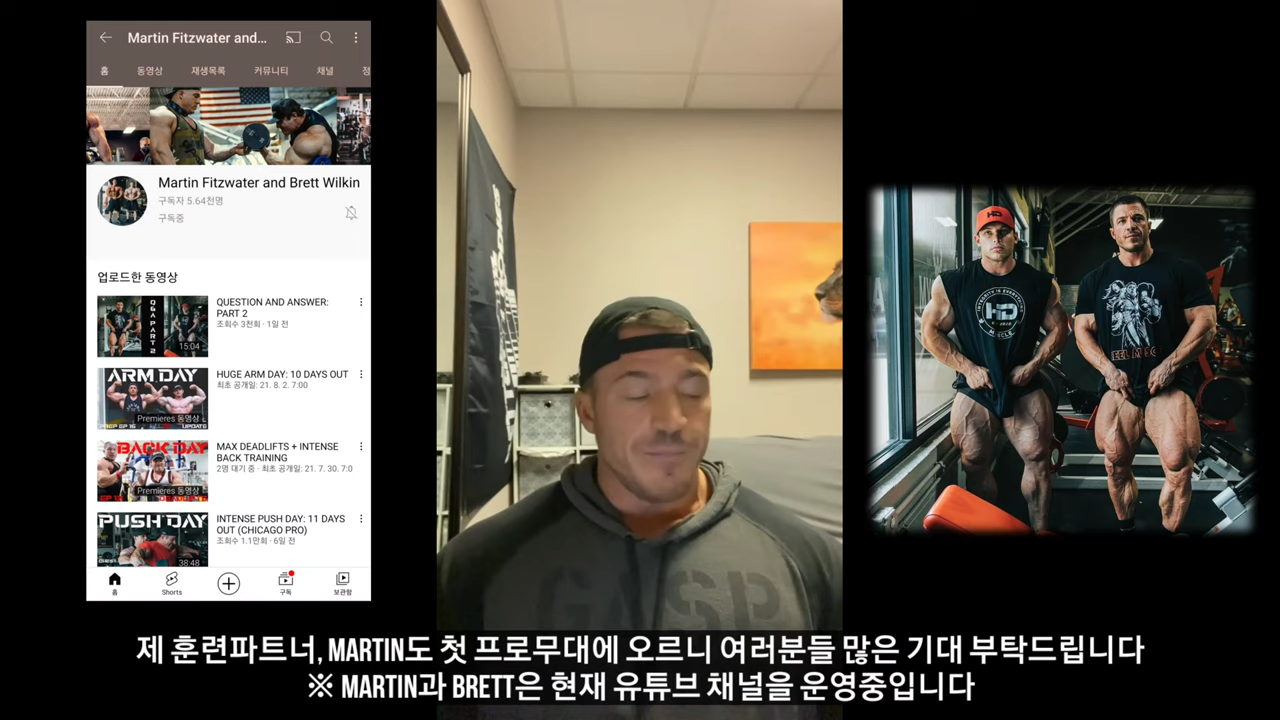 Martin Fitzwater and...
홈 동영상 재생목록 커뮤니티 채널 정
Martin Fitzwater and Brett Wilkin
구독자 5.64천명
구독중
업로드한 동영상
Q&A PART 2
15:04
QUESTION AND ANSWER:
PART 2
조회수 3천회 · 1일 전
ARM DAY
Premieres 동영상
HUGE ARM DAY: 10 DAYS OUT
최초 공개일: 21. 8. 2. 7:00
BACK DAY
Premieres 동영상
MAX DEADLIFTS + INTENSE
BACK TRAINING
2명 대기 중 · 최초 공개일: 21. 7. 30. 7:0
PUSH DAY
38:48
INTENSE PUSH DAY: 11 DAYS
OUT (CHICAGO PRO)
조회수 1.1만회 · 6일 전
홈
Shorts
구독
보관함
GASP
HD
INTEGRITY IS EVERYTHING
HD
MUSCLE
제 훈련파트너, MARTIN도 첫 프로무대에 오르니 여러분들 많은 기대 부탁드립니다
※ MARTIN과 BRETT은 현재 유튜브 채널을 운영중입니다